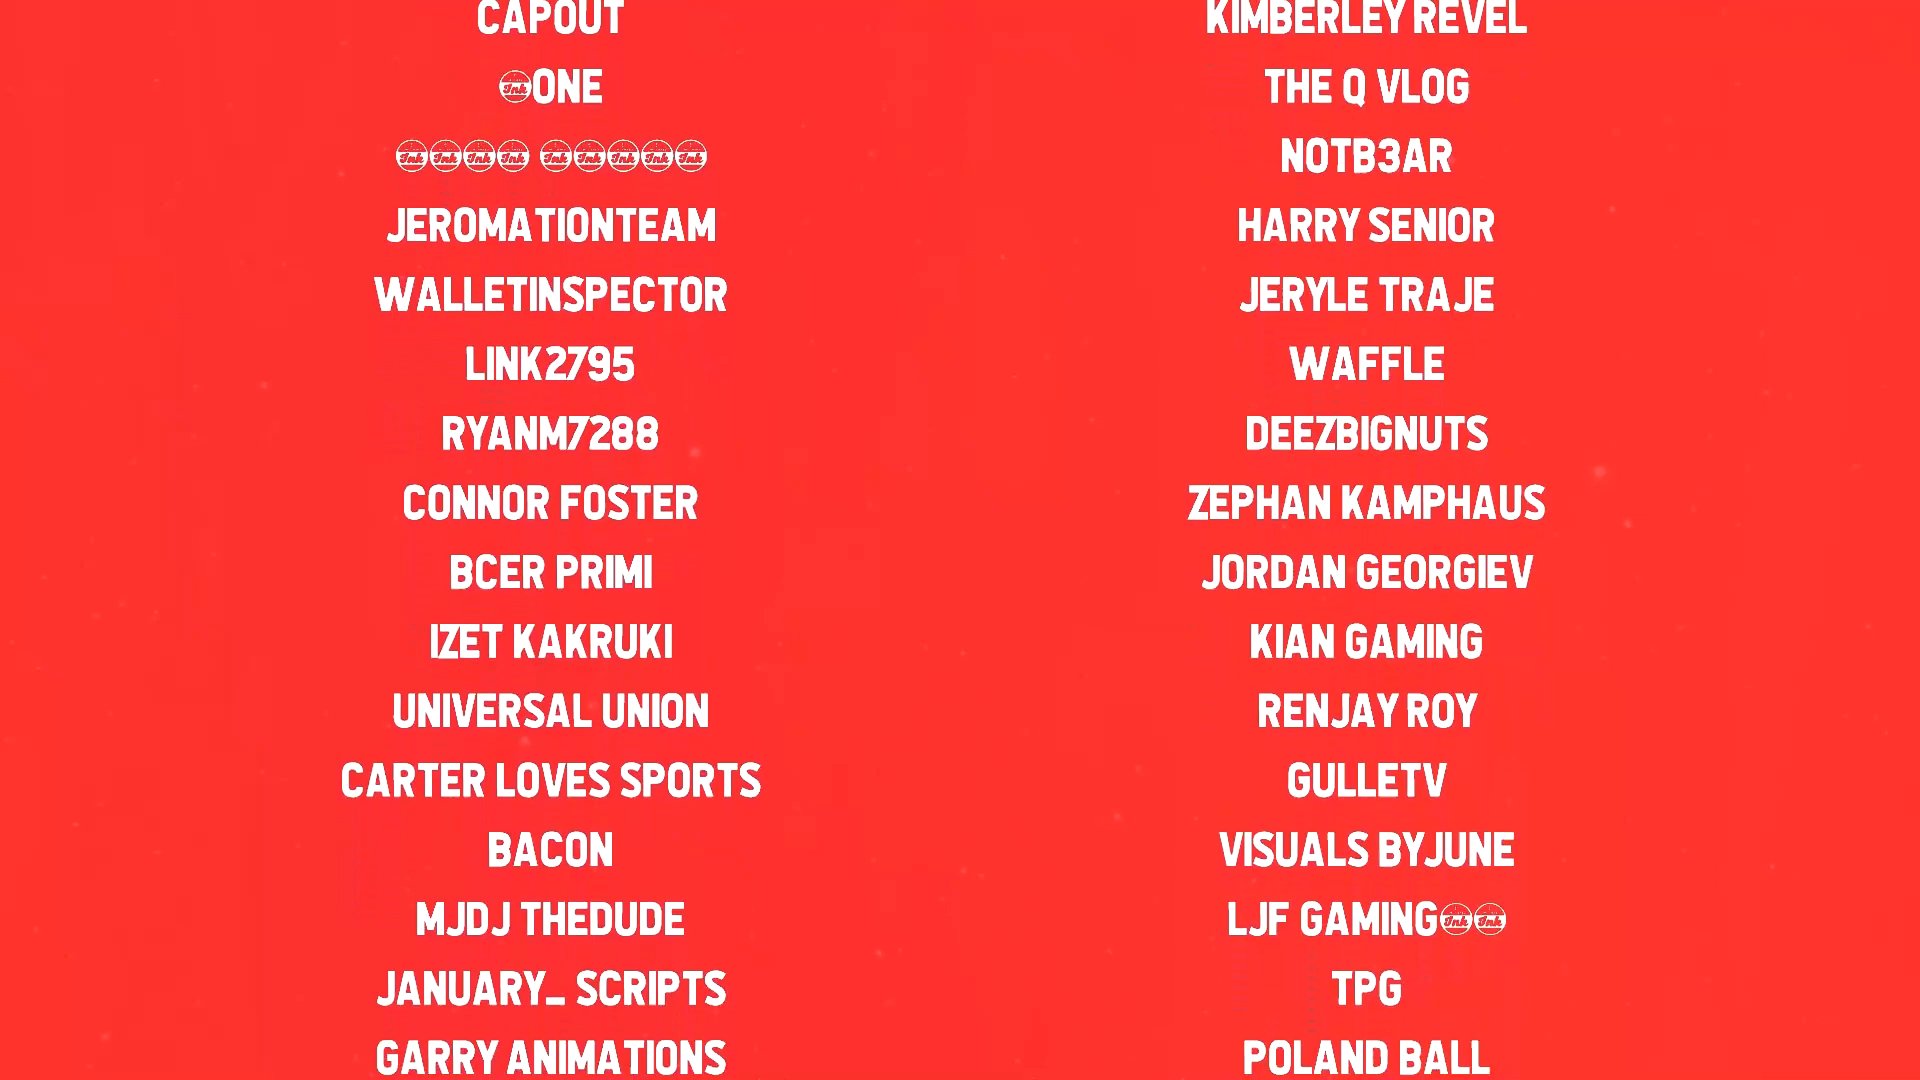 CAPOUT
ONE
JEROMATIONTEAM
WALLETINSPECTOR
LINK2795
RYANM7288
CONNOR FOSTER
BCER PRIMI
IZET KAKRUKI
UNIVERSAL UNION
CARTER LOVES SPORTS
BACON
MJDJ THEDUDE
JANUARY_ SCRIPTS
GARRY ANIMATIONS
KIMBERLEY REVEL
THE Q VLOG
NOTB3AR
HARRY SENIOR
JERYLE TRAJE
WAFFLE
DEEZBIGNUTS
ZEPHAN KAMPHAUS
JORDAN GEORGIEV
KIAN GAMING
RENJAY ROY
GULLETV
VISUALS BYJUNE
LJF GAMING
TPG
POLAND BALL